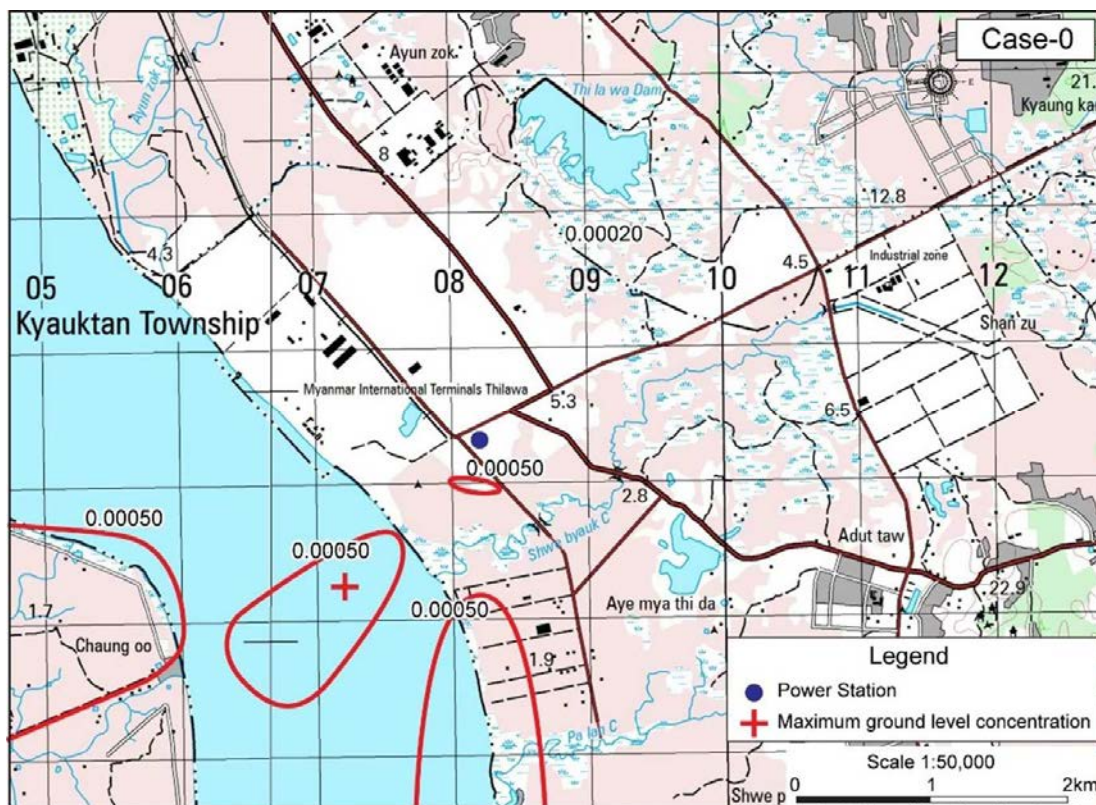 Case-0
Ayun zok
Ayun zok C
Thi la wa Dam
21.
Kyaung ka
8
12.8
0.00020
4.3
4.5
Industrial zone
05
06
07
08
09
10
11
12
Kyauktan Township
Shan zu
Myanmar International Terminals Thilawa
5.3
6.5
0.00050
2.8
0.00050
0.00050
Shwe byauk C
Adut taw
0.00050
1.7
Aye mya thi da
22.9
Chaung oo
1.9
Pa lan C
Legend
Power Station
Maximum ground level concentration
Scale 1:50,000
0 1 2km
Shwe p